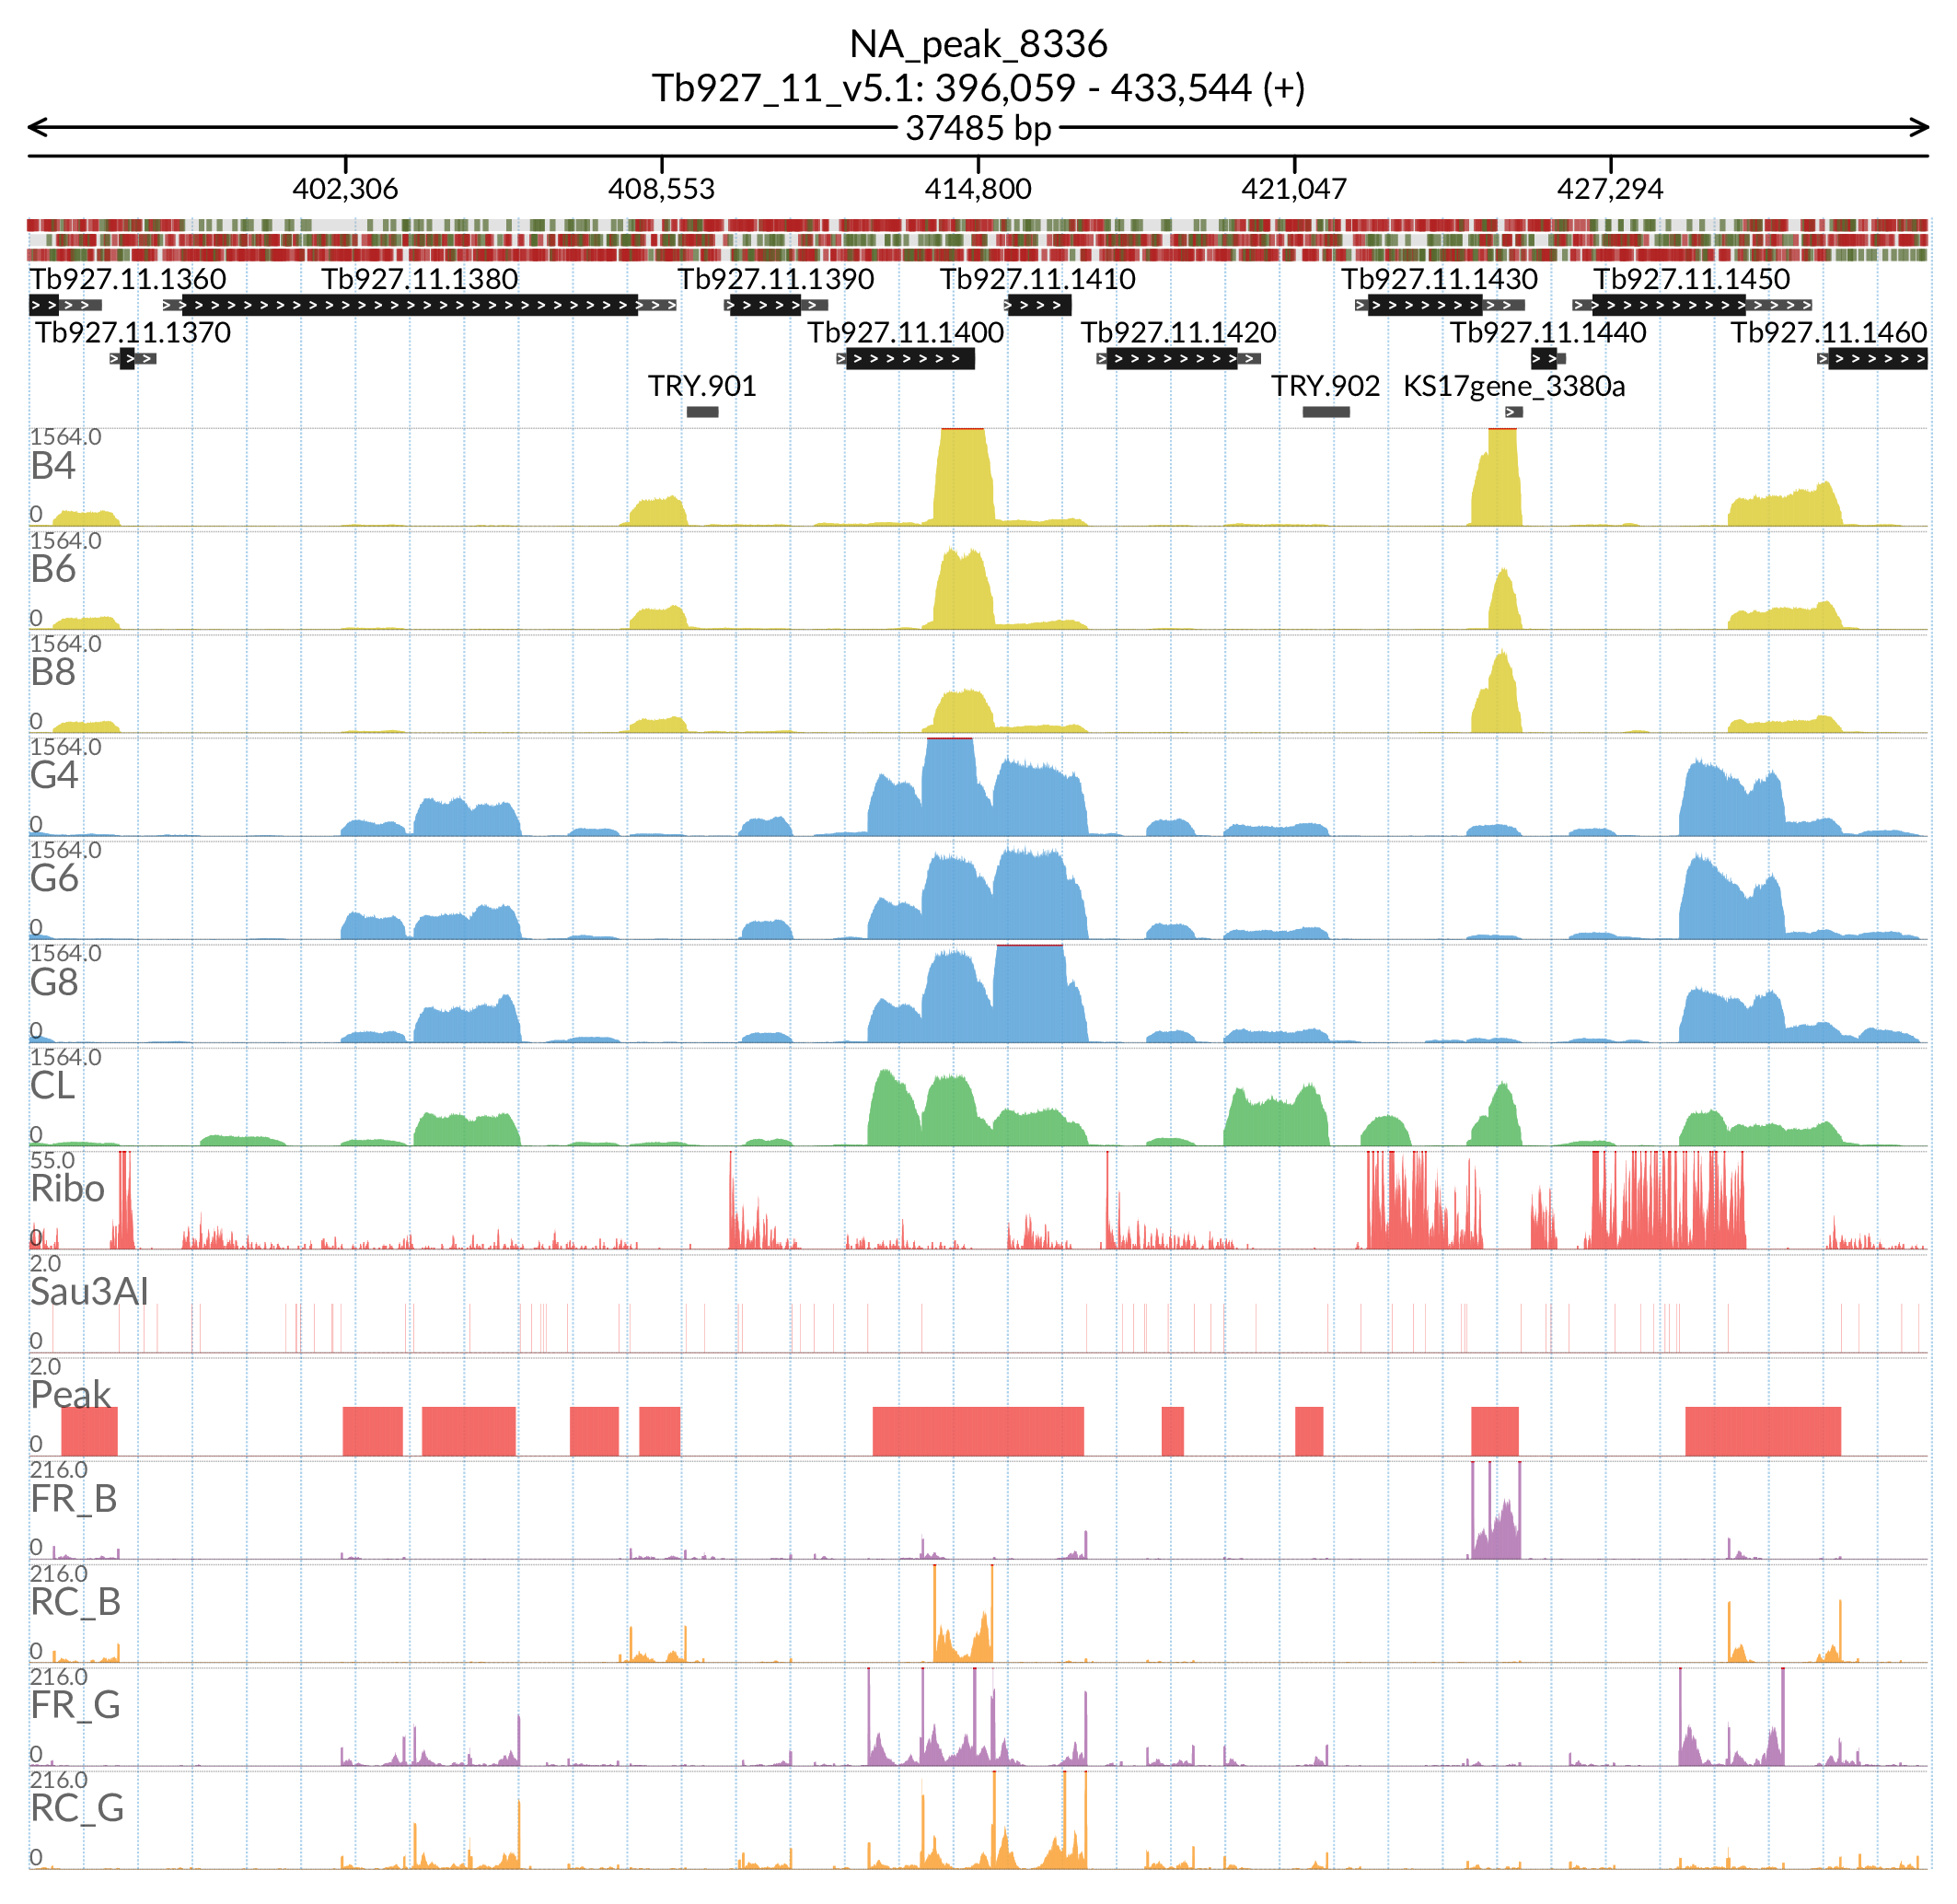 NA_peak_8336
Tb927_11_v5.1: 396,059 - 433,544 (+)
37485 bp
402,306 408,553 414,800 421,047 427,294
Tb927.11.1360 Tb927.11.1380 Tb927.11.1390 Tb927.11.1410 Tb927.11.1430 Tb927.11.1450
Tb927.11.1370 Tb927.11.1400 Tb927.11.1420 Tb927.11.1440 Tb927.11.1460
TRY.901 TRY.902 KS17gene_3380a
1564.0
B4
0
1564.0
B6
0
1564.0
B8
0
1564.0
G4
0
1564.0
G6
0
1564.0
G8
0
1564.0
CL
0
55.0
Ribo
0
2.0
Sau3AI
0
2.0
Peak
0
216.0
FR_B
0
216.0
RC_B
0
216.0
FR_G
0
216.0
RC_G
0